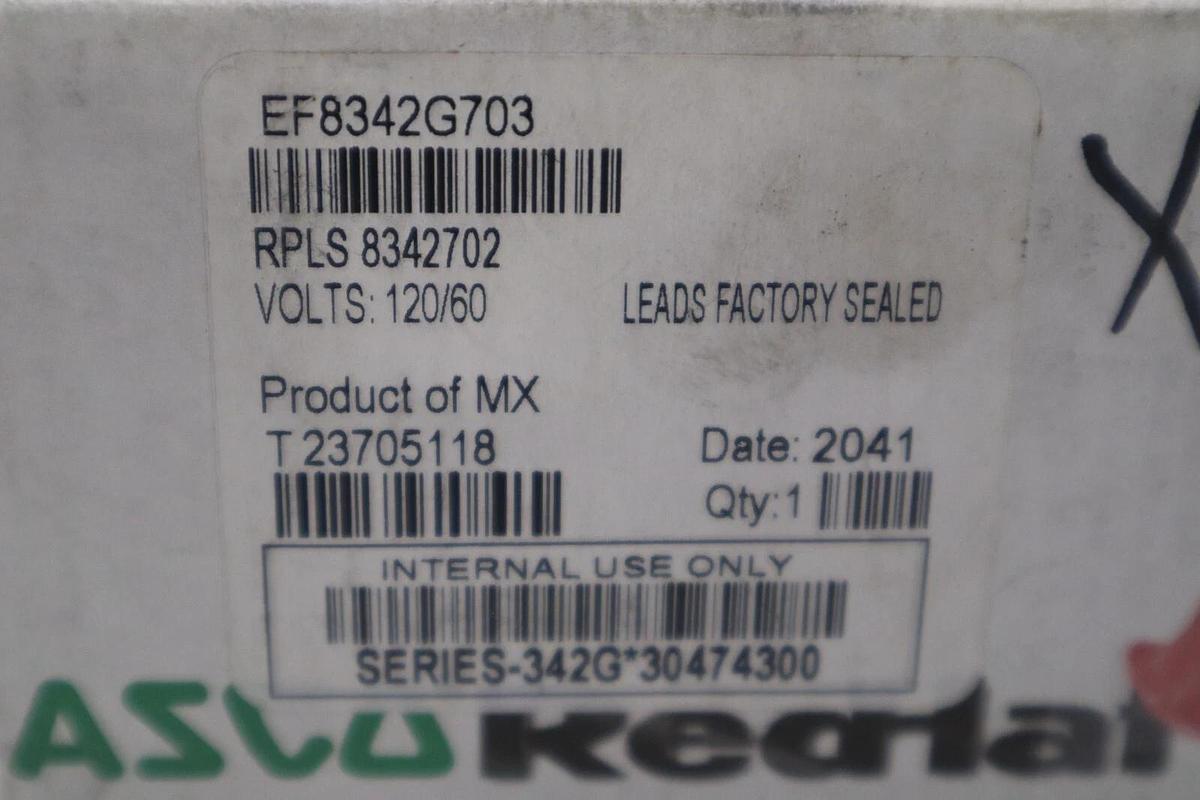 EF8342G703
RPLS 8342702
VOLTS: 120/60 LEADS FACTORY SEALED
Product of MX
T 23705118 Date: 2041
Qty:1
INTERNAL USE ONLY
SERIES-342G*30474300
X